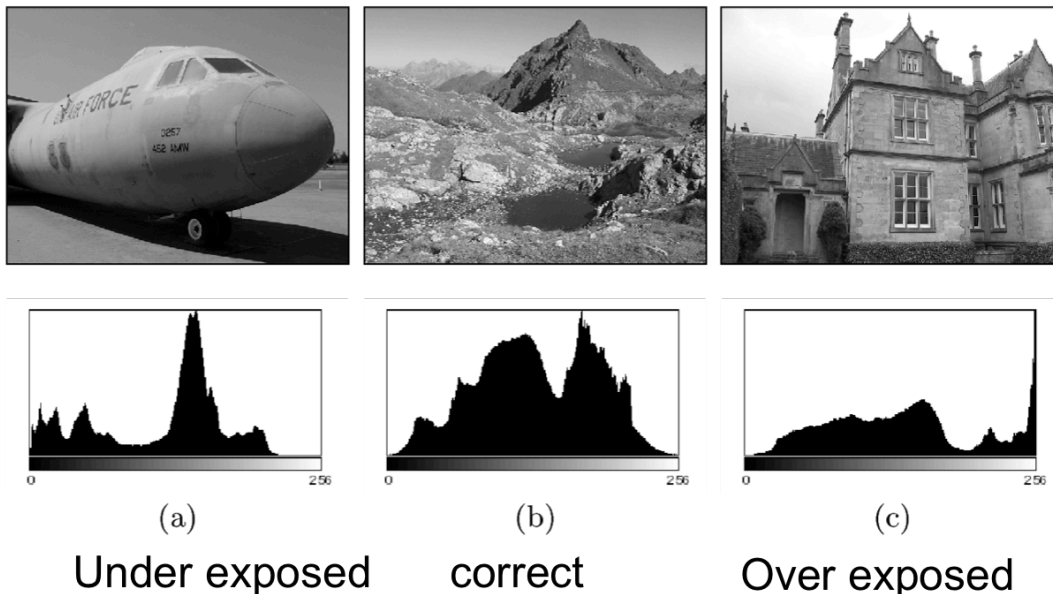 AIR FORCE
0257
452 AMW
0 256
0 256
0 256
(a) (b) (c)
Under exposed correct Over exposed